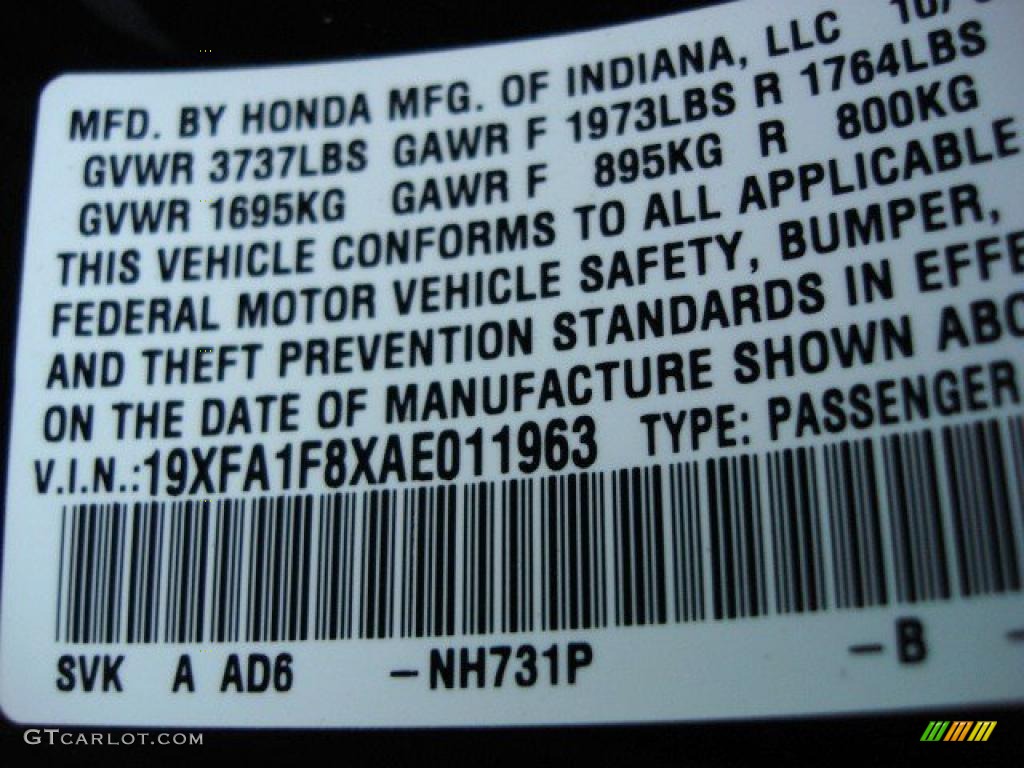 MFD. BY HONDA MFG. OF INDIANA, LLC 10/
GVWR 3737LBS GAWR F 1973LBS R 1764LBS
GVWR 1695KG GAWR F 895KG R 800KG
THIS VEHICLE CONFORMS TO ALL APPLICABLE
FEDERAL MOTOR VEHICLE SAFETY, BUMPER,
AND THEFT PREVENTION STANDARDS IN EFFE
ON THE DATE OF MANUFACTURE SHOWN ABO
V.I.N.:19XFA1F8XAE011963 TYPE: PASSENGER
SVK A AD6 -NH731P -B -
GTCARLOT.COM